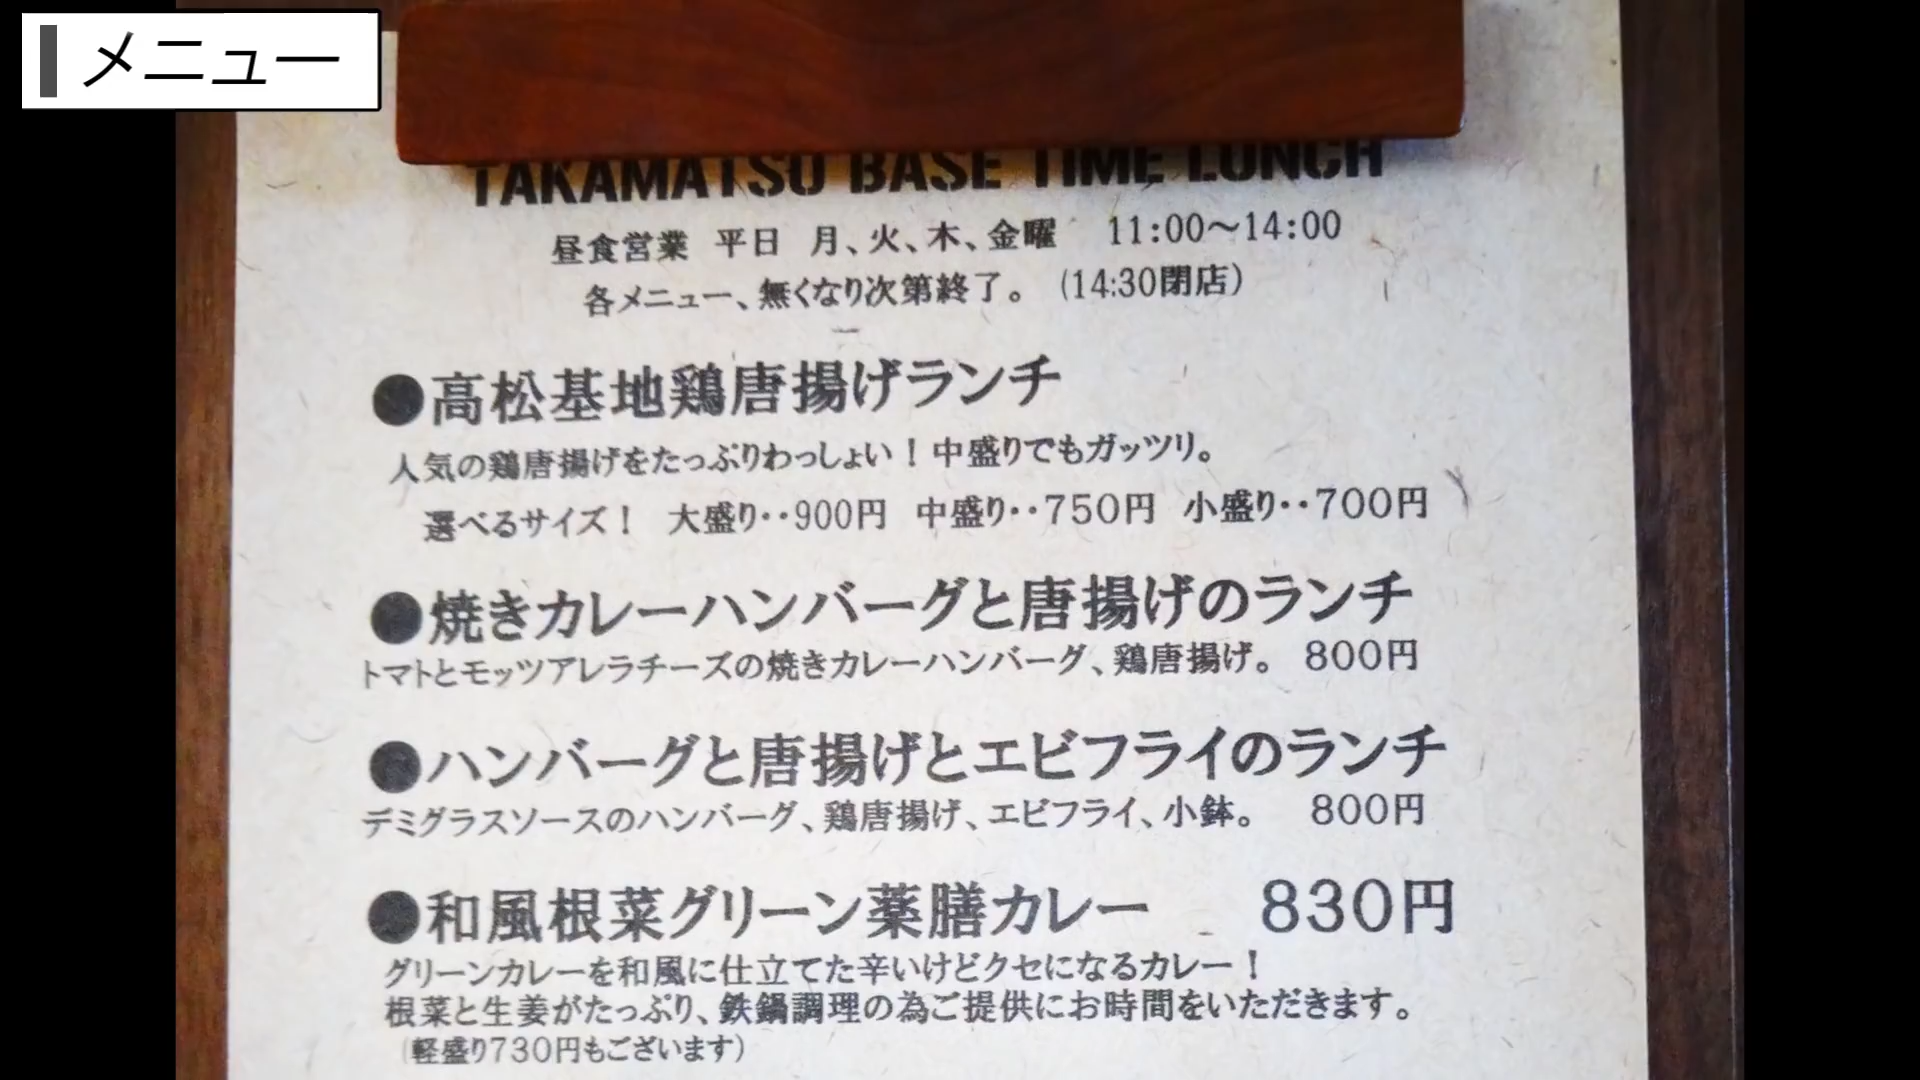 メニュー
TAKAMATSU BASE TIME LUNCH
昼食営業 平日 月、火、木、金曜 11:00～14:00
各メニュー、無くなり次第終了。 (14:30閉店)
●高松基地鶏唐揚げランチ
人気の鶏唐揚げをたっぷりわっしょい！中盛りでもガッツリ。
選べるサイズ！ 大盛り‥900円 中盛り‥750円 小盛り‥700円
●焼きカレーハンバーグと唐揚げのランチ
トマトとモッツアレラチーズの焼きカレーハンバーグ、鶏唐揚げ。 800円
●ハンバーグと唐揚げとエビフライのランチ
デミグラスソースのハンバーグ、鶏唐揚げ、エビフライ、小鉢。 800円
●和風根菜グリーン薬膳カレー 830円
グリーンカレーを和風に仕立てた辛いけどクセになるカレー！
根菜と生姜がたっぷり、鉄鍋調理の為ご提供にお時間をいただきます。
(軽盛り730円もございます)